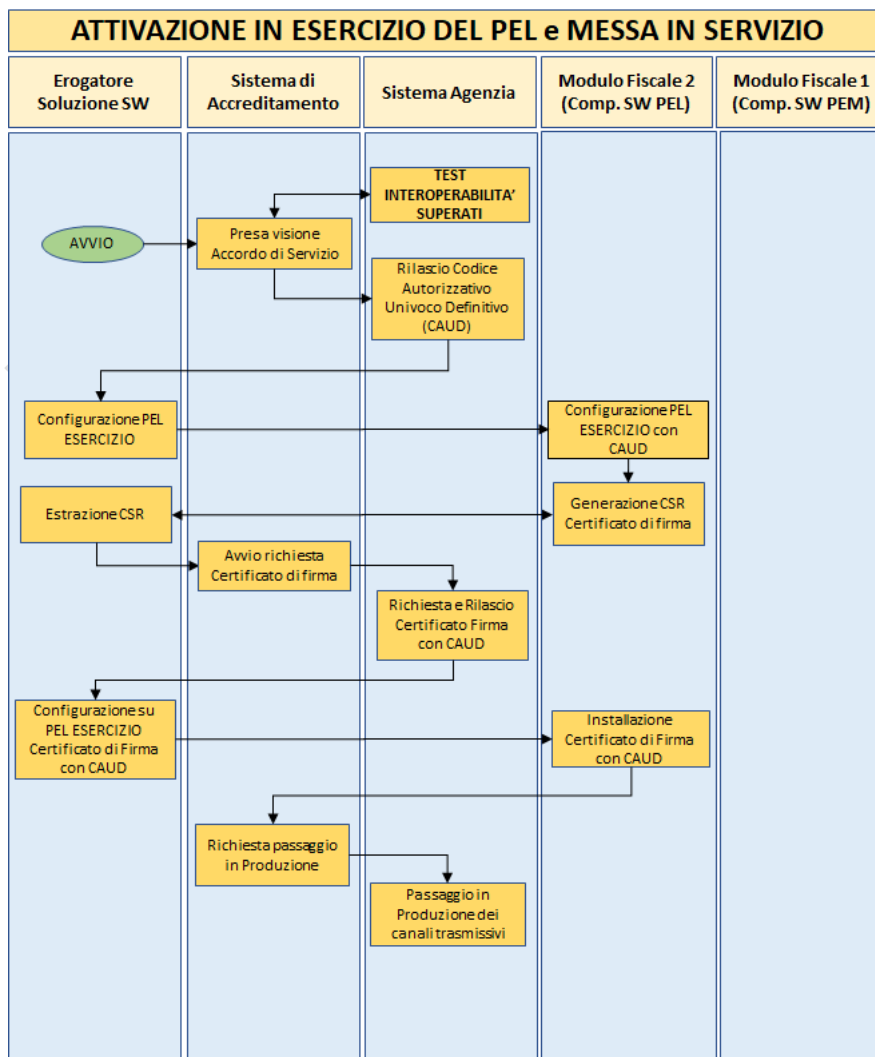 ATTIVAZIONE IN ESERCIZIO DEL PEL e MESSA IN SERVIZIO
Erogatore
Soluzione SW
Sistema di
Accreditamento
Sistema Agenzia
Modulo Fiscale 2
(Comp. SW PEL)
Modulo Fiscale 1
(Comp. SW PEM)
TEST
INTEROPERABILITA’
SUPERATI
AVVIO
Presa visione
Accordo di Servizio
Rilascio Codice
Autorizzativo
Univoco Definitivo
(CAUD)
Configurazione PEL
ESERCIZIO
Configurazione PEL
ESERCIZIO con
CAUD
Estrazione CSR
Generazione CSR
Certificato di firma
Avvio richiesta
Certificato di firma
Richiesta e Rilascio
Certificato Firma
con CAUD
Configurazione su
PEL ESERCIZIO
Certificato di Firma
con CAUD
Installazione
Certificato di Firma
con CAUD
Richiesta passaggio
in Produzione
Passaggio in
Produzione dei
canali trasmissivi